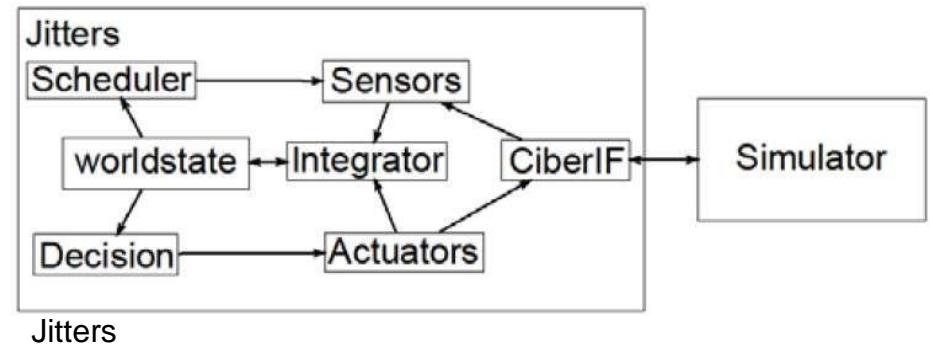 Jitters
Scheduler
Sensors
worldstate
Integrator
CiberIF
Simulator
Decision
Actuators
Jitters